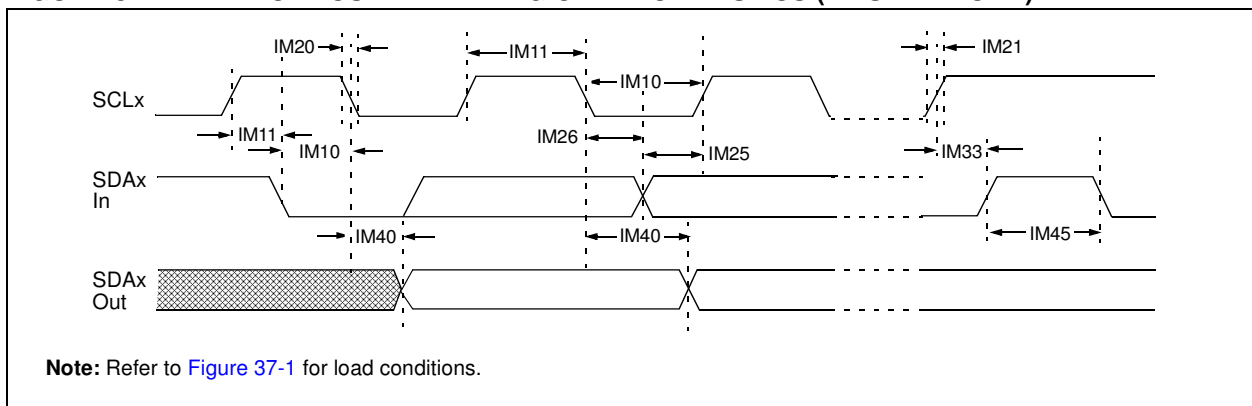 IM20
IM11
IM21
IM10
SCLx
IM11
IM26
IM10
IM25
IM33
SDAx
In
IM40
IM40
IM45
SDAx
Out
Note: Refer to Figure 37-1 for load conditions.